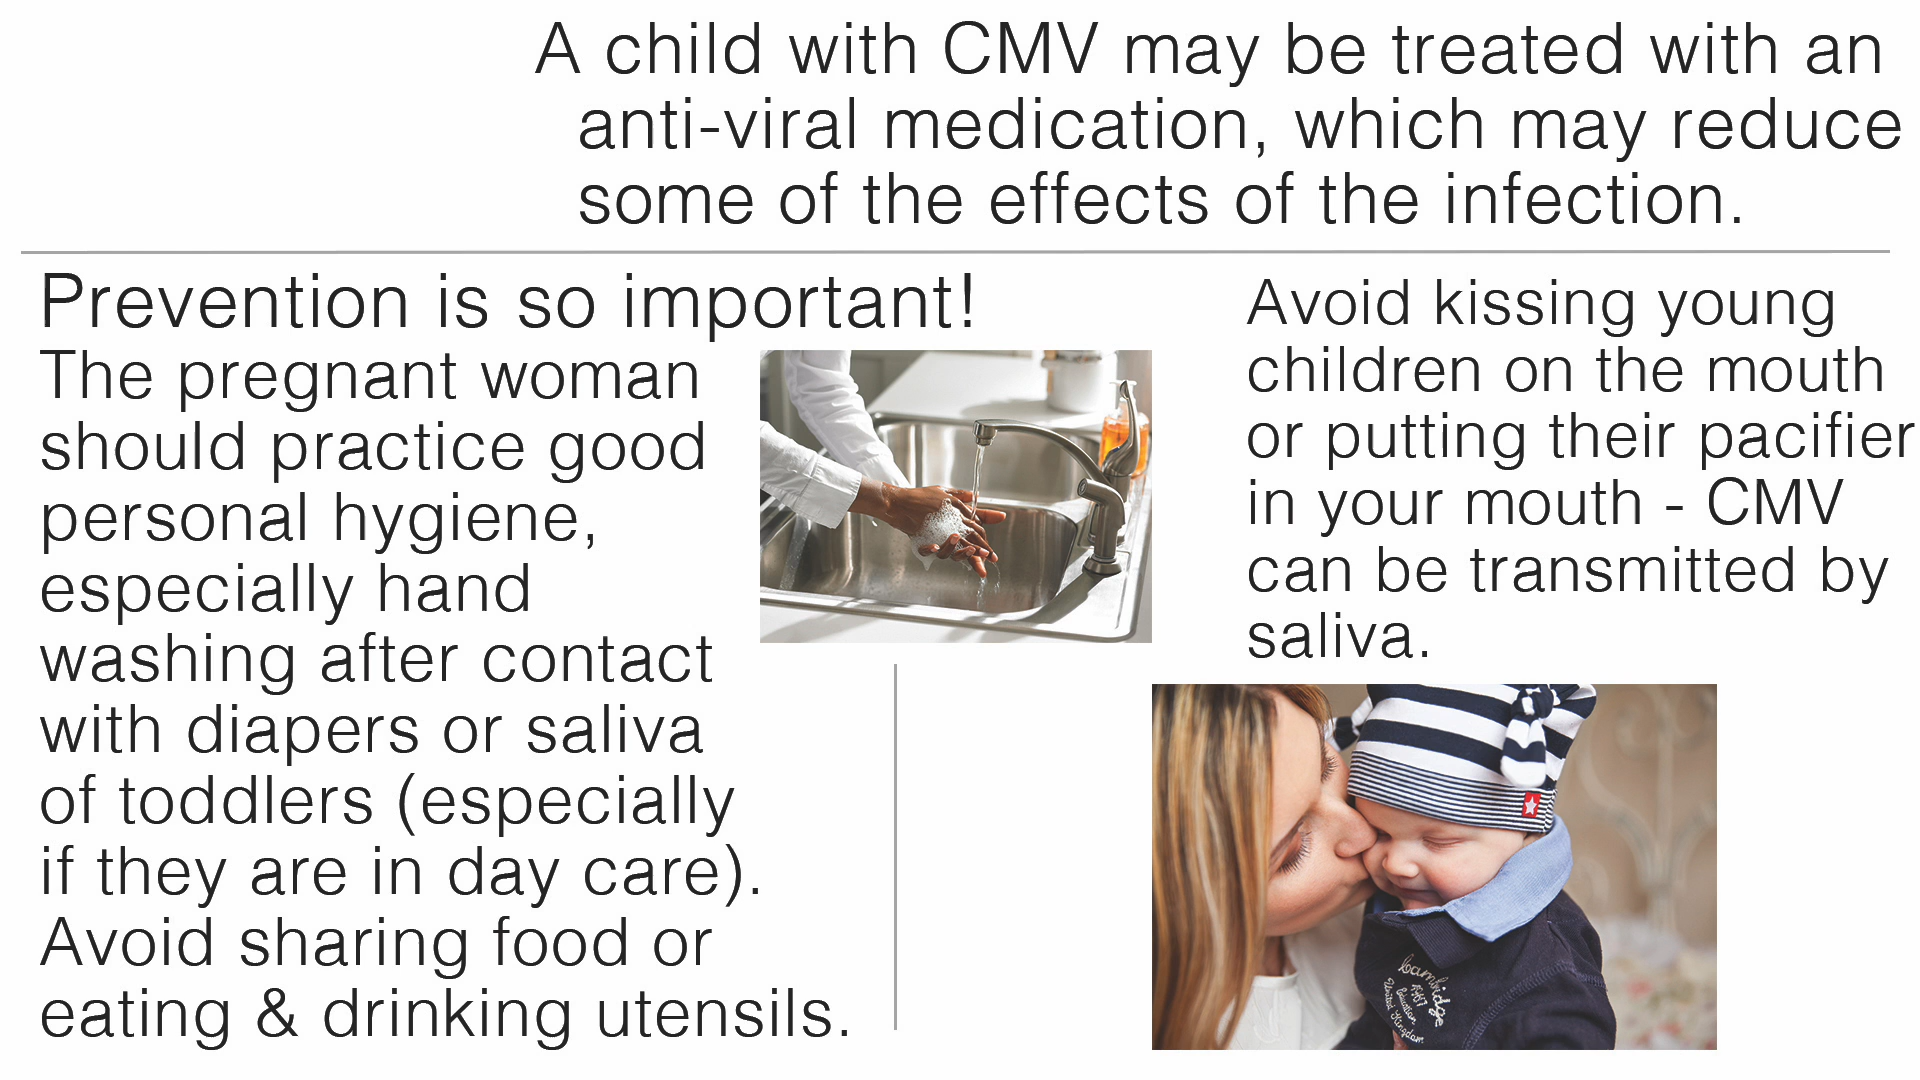 A child with CMV may be treated with an
anti-viral medication, which may reduce
some of the effects of the infection.
Prevention is so important!
The pregnant woman
should practice good
personal hygiene,
especially hand
washing after contact
with diapers or saliva
of toddlers (especially
if they are in day care).
Avoid sharing food or
eating & drinking utensils.
Avoid kissing young
children on the mouth
or putting their pacifier
in your mouth - CMV
can be transmitted by
saliva.
United Kingdom